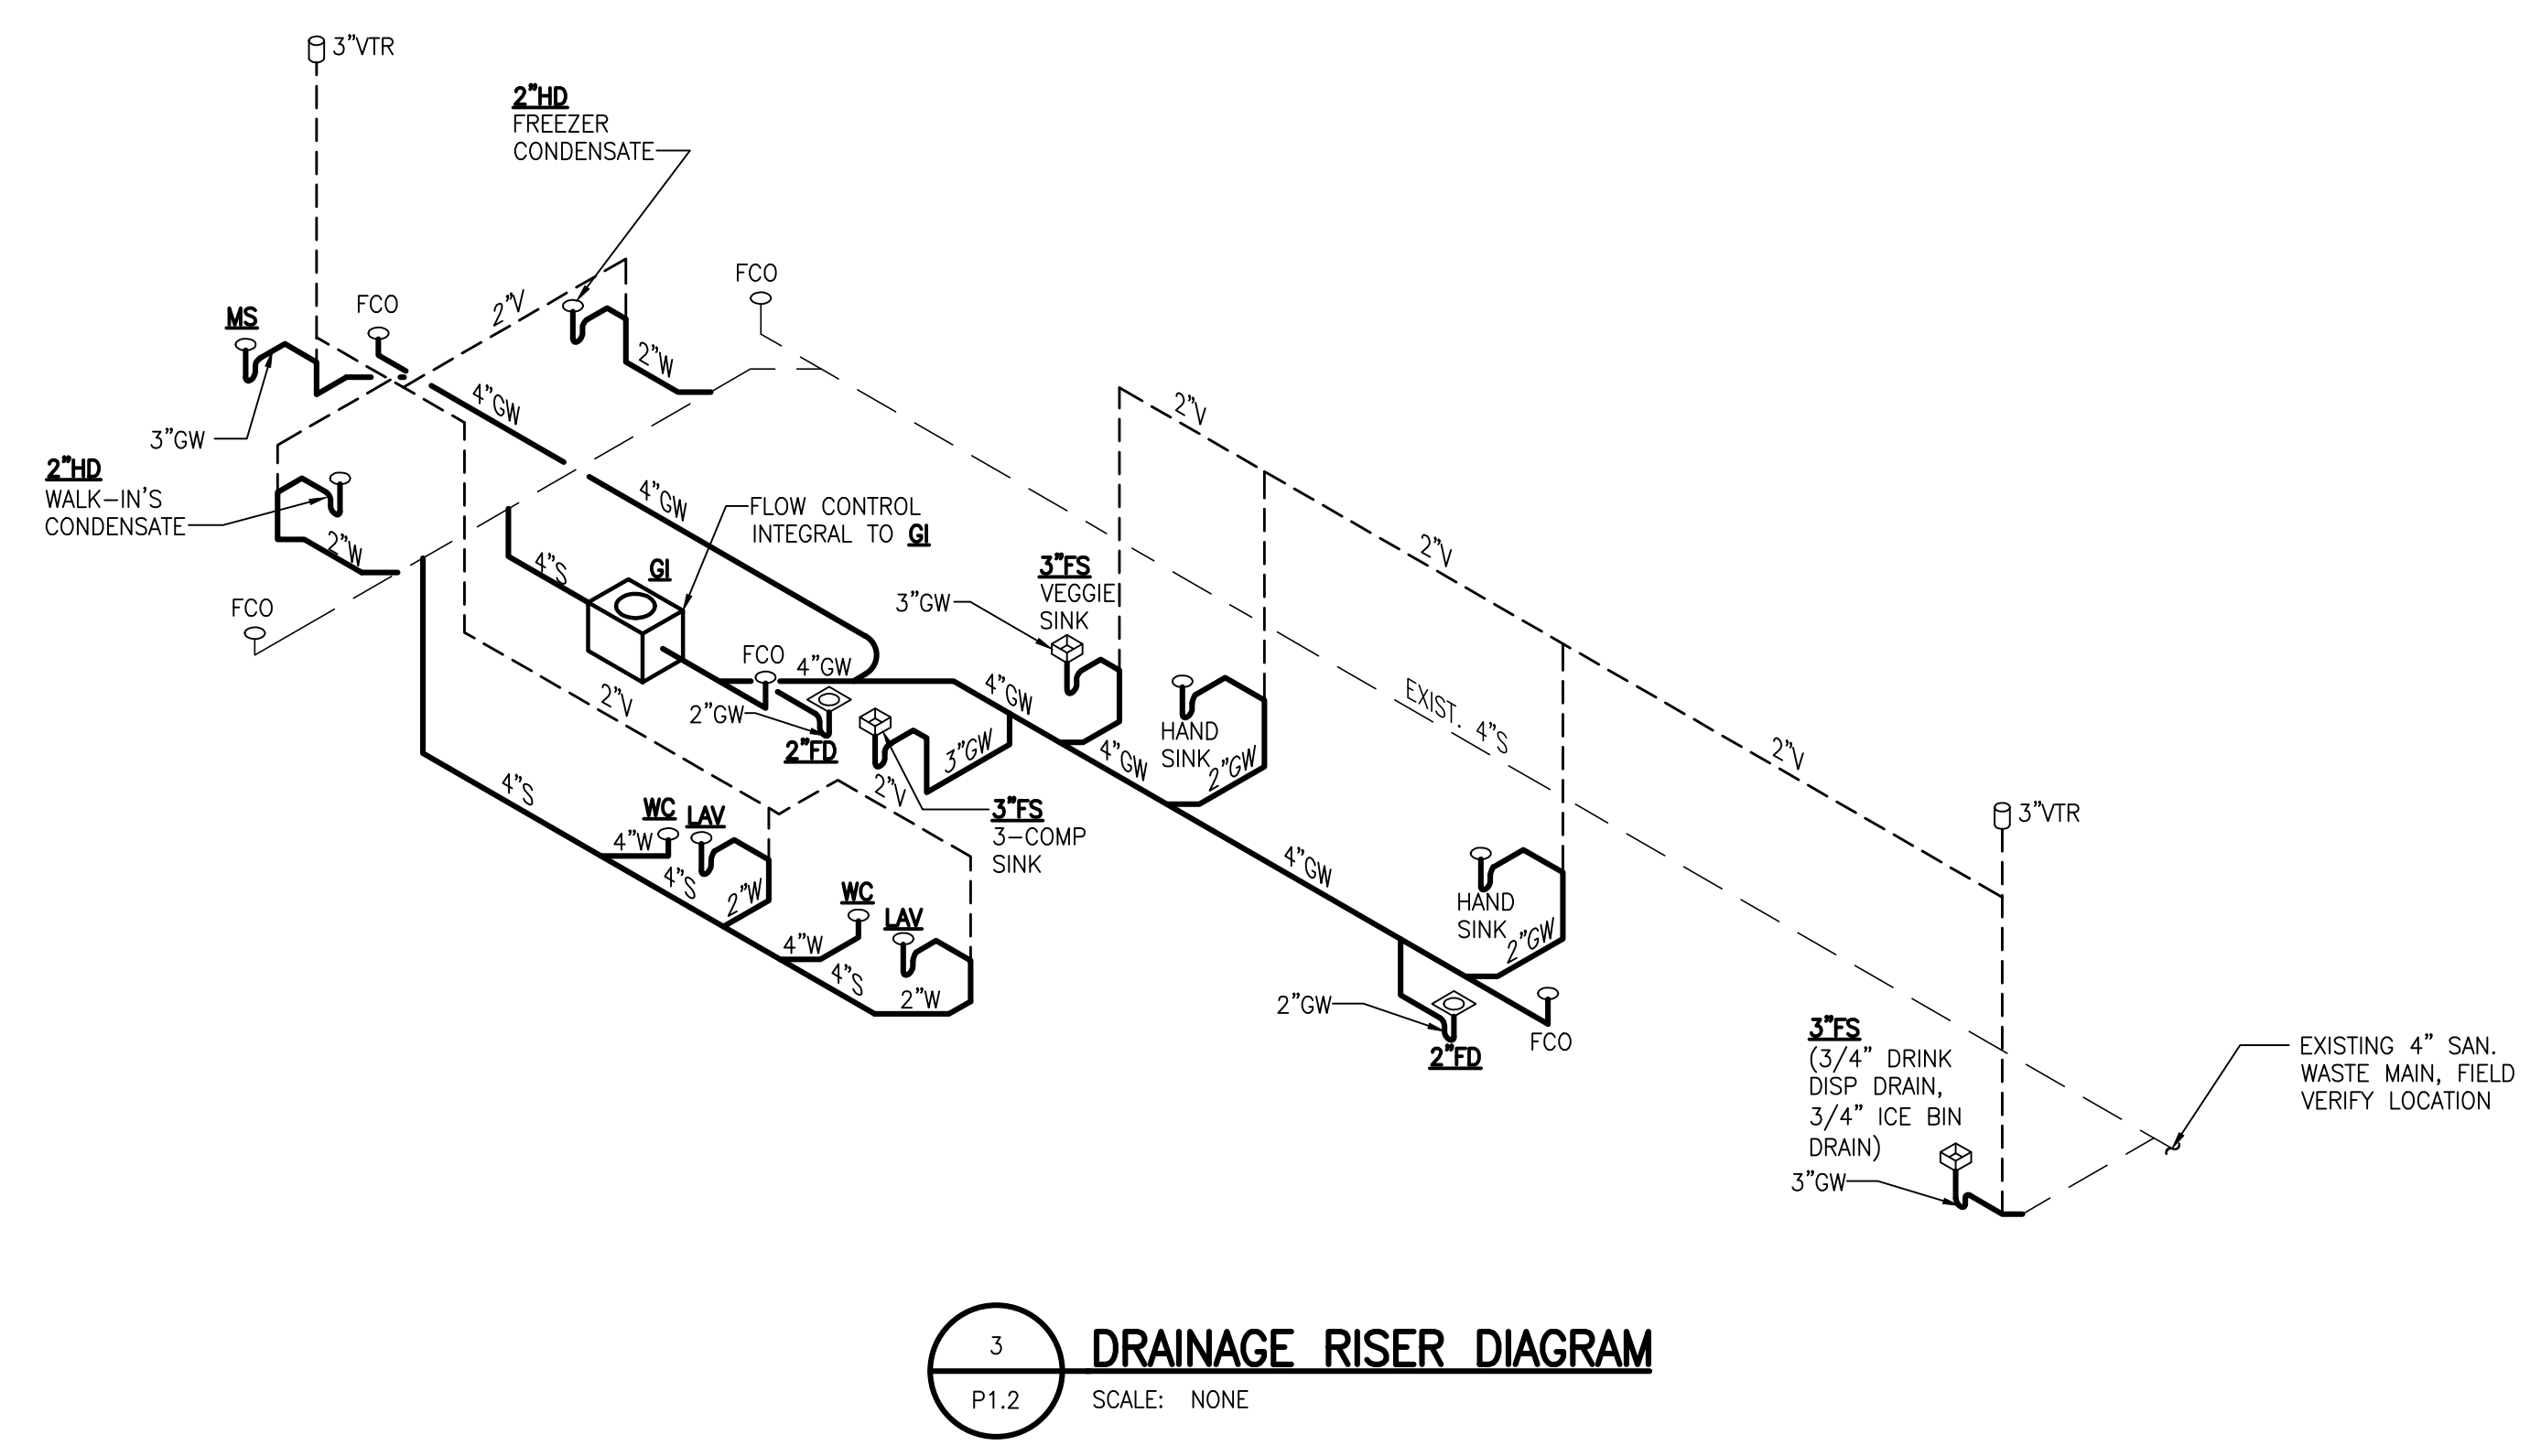 3"VTR
2"HD
FREEZER
CONDENSATE
FCO
2"V
FCO
MS
2"W
4"GW
2"V
3"GW
2"HD
WALK-IN'S
CONDENSATE
4"GW
FLOW CONTROL
INTEGRAL TO GI
2"W
4"S
GI
2"V
3"FS
VEGGIE
SINK
3"GW
FCO
FCO
4"GW
4"GW
EXIST. 4"S
2"V
2"GW
HAND
SINK
2"FD
3"GW
4"GW
2"GW
2"V
4"S
2"V
3"FS
3-COMP
SINK
WC
LAV
4"W
3"VTR
4"S
2"W
4"GW
WC
LAV
HAND
SINK
4"W
2"GW
4"S
2"W
2"GW
2"FD
FCO
3"FS
(3/4" DRINK
DISP DRAIN,
3/4" ICE BIN
DRAIN)
3"GW
EXISTING 4" SAN.
WASTE MAIN, FIELD
VERIFY LOCATION
3
P1.2
DRAINAGE RISER DIAGRAM
SCALE: NONE